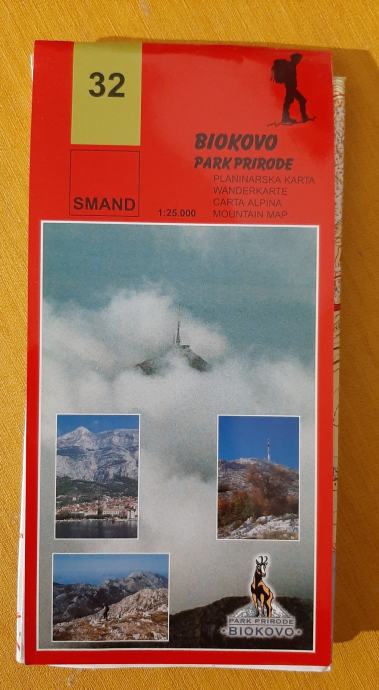 32
BIOKOVO
PARK PRIRODE
PLANINARSKA KARTA
WANDERKARTE
CARTA ALPINA
SMAND
1:25.000 MOUNTAIN MAP
PARK PRIRODE
BIOKOVO